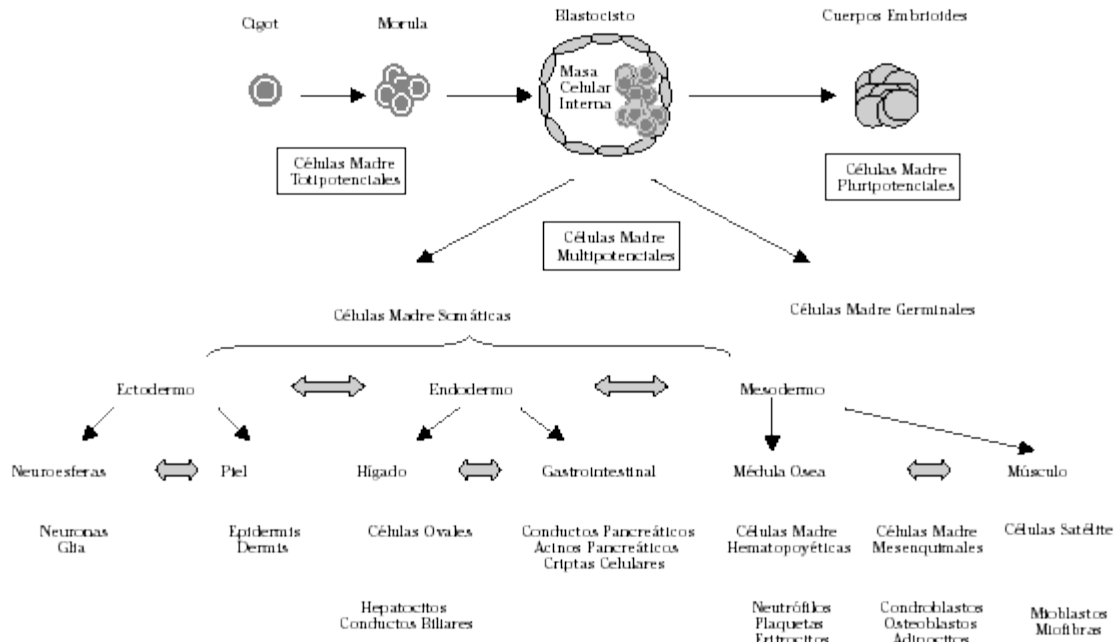 Cigot
Morula
Blastocisto
Cuerpos Embrioides
Masa
Celular
Interna
Células Madre
Totipotenciales
Células Madre
Pluripotenciales
Células Madre
Multipotenciales
Células Madre Somáticas
Células Madre Germinales
Ectodermo
Endodermo
Mesodermo
Neuroesferas
Piel
Hígado
Gastrointestinal
Médula Osea
Músculo
Neuronas
Glia
Epidermis
Dermis
Células Ovales
Conductos Pancreáticos
Acinos Pancreáticos
Criptas Celulares
Células Madre
Hematopoyéticas
Células Madre
Mesenquimales
Células Satélite
Hepatocitos
Conductos Biliares
Neutrófilos
Plaquetas
Eritrocitos
Condroblastos
Osteoblastos
Adipocitos
Mioblastos
Miofibras